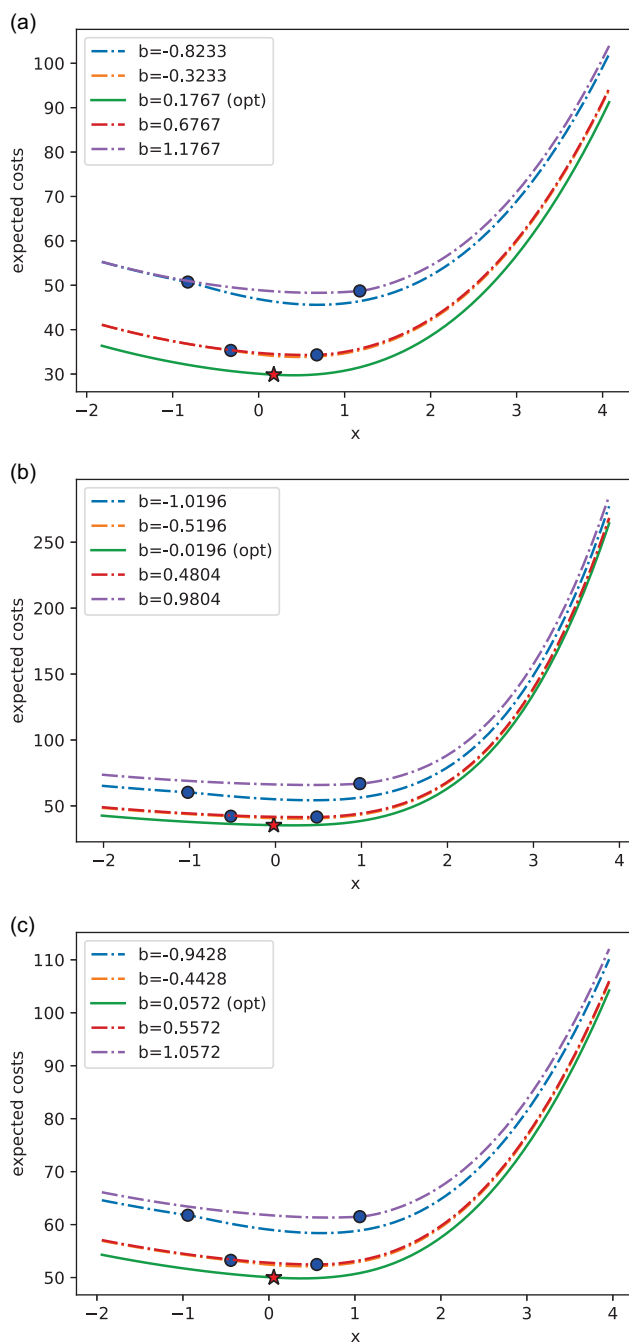 (a)
b=-0.8233
b=-0.3233
b=0.1767 (opt)
b=0.6767
b=1.1767
100
90
80
70
60
50
40
30
expected costs
−2 −1 0 1 2 3 4
x
(b)
b=-1.0196
b=-0.5196
b=-0.0196 (opt)
b=0.4804
b=0.9804
250
200
150
100
50
expected costs
−2 −1 0 1 2 3 4
x
(c)
b=-0.9428
b=-0.4428
b=0.0572 (opt)
b=0.5572
b=1.0572
110
100
90
80
70
60
50
expected costs
−2 −1 0 1 2 3 4
x